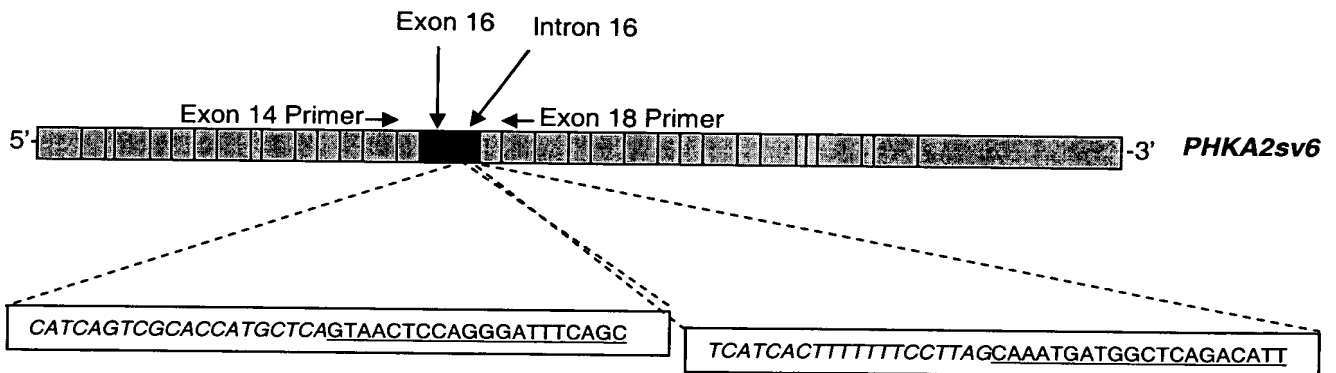 Exon 16
Intron 16
Exon 14 Primer
Exon 18 Primer
5'-
-3'
PHKA2sv6
CATCAGTCGCACCATGCTCAGTAACTCCAGGGATTTCAGC
TCATCACTTTTTTTCCTTAGCAAATGATGGCTCAGACATT